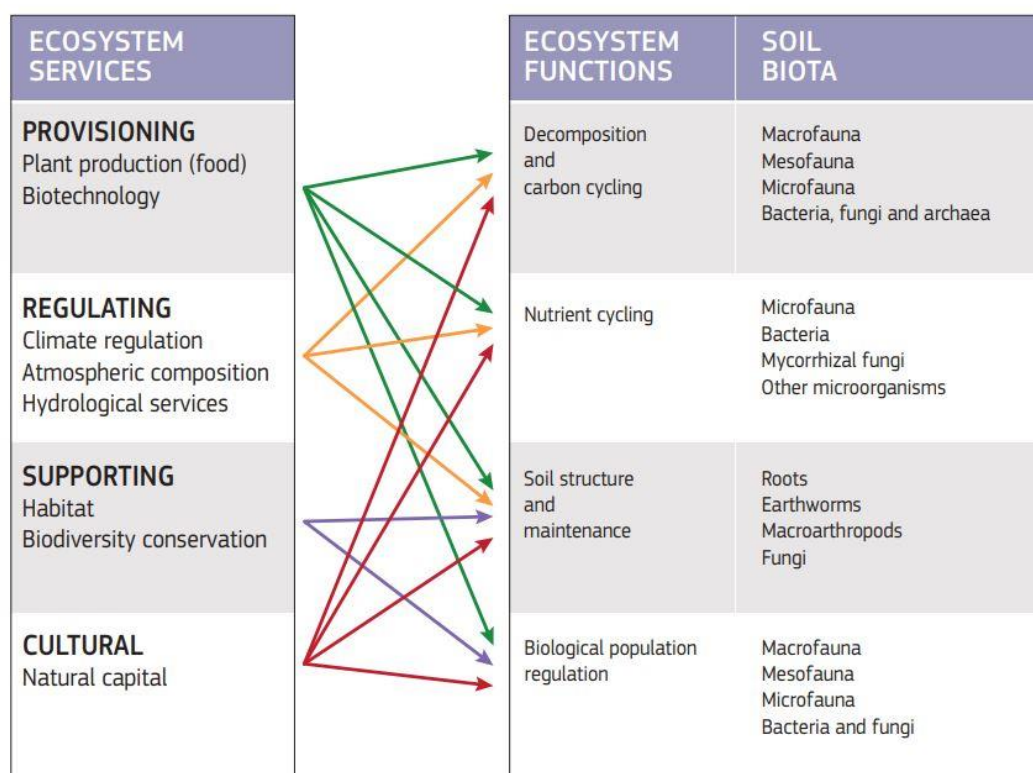 ECOSYSTEM
SERVICES
ECOSYSTEM
FUNCTIONS
SOIL
BIOTA
PROVISIONING
Plant production (food)
Biotechnology
Decomposition
and
carbon cycling
Macrofauna
Mesofauna
Microfauna
Bacteria, fungi and archaea
REGULATING
Climate regulation
Atmospheric composition
Hydrological services
Nutrient cycling
Microfauna
Bacteria
Mycorrhizal fungi
Other microorganisms
SUPPORTING
Habitat
Biodiversity conservation
Soil structure
and
maintenance
Roots
Earthworms
Macroarthropods
Fungi
CULTURAL
Natural capital
Biological population
regulation
Macrofauna
Mesofauna
Microfauna
Bacteria and fungi